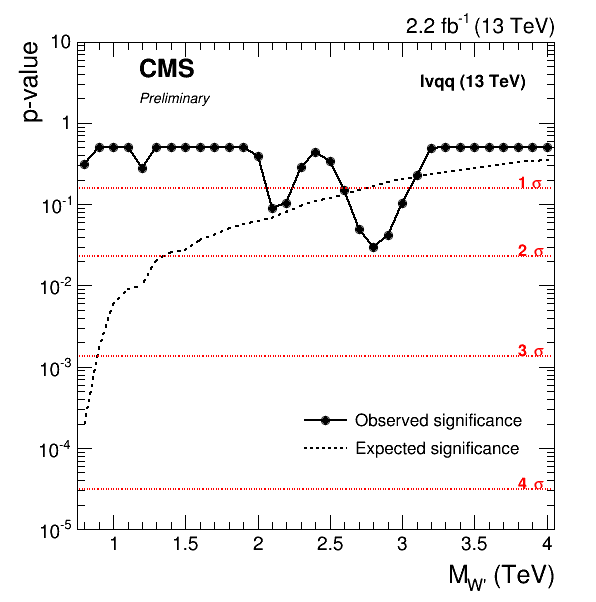 2.2 fb⁻¹ (13 TeV)
p-value
CMS
Preliminary
lvqq (13 TeV)
10
1
10⁻¹
10⁻²
10⁻³
10⁻⁴
10⁻⁵
1 σ
2 σ
3 σ
4 σ
Observed significance
Expected significance
1 1.5 2 2.5 3 3.5 4
M_W' (TeV)